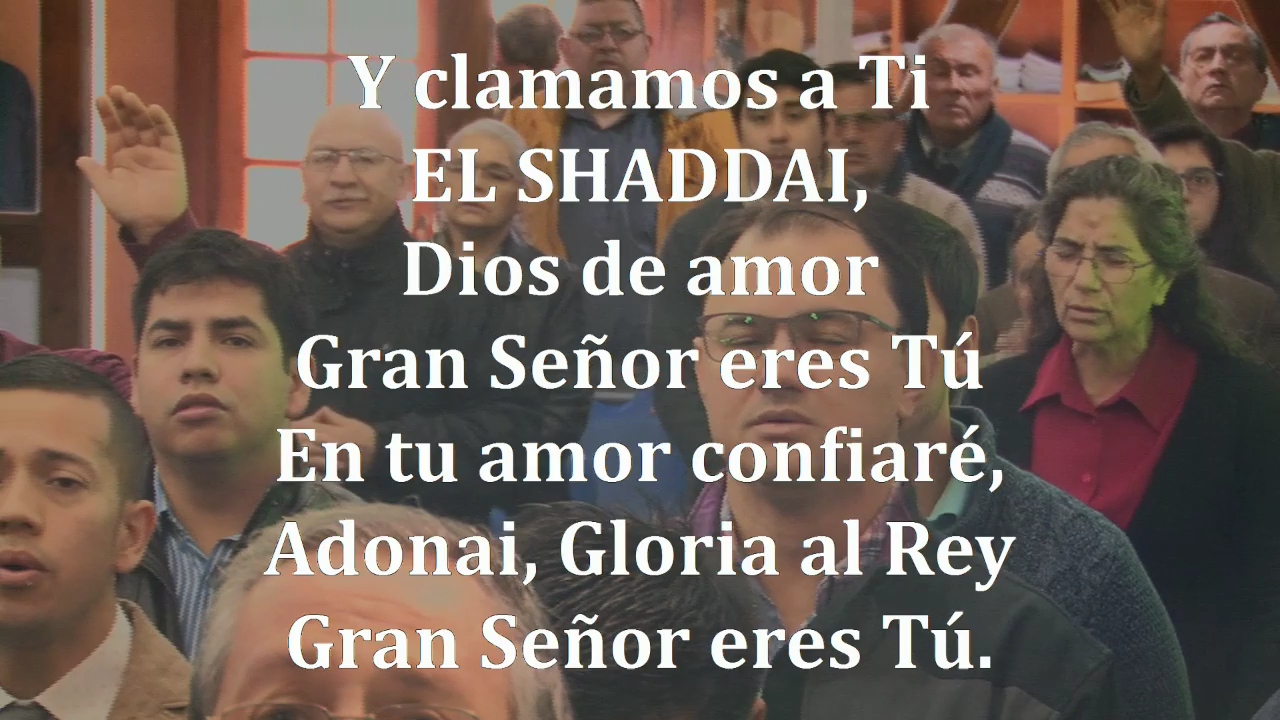 Y clamamos a Ti
EL SHADDAI,
Dios de amor
Gran Señor eres Tú
En tu amor confiaré,
Adonai, Gloria al Rey
Gran Señor eres Tú.